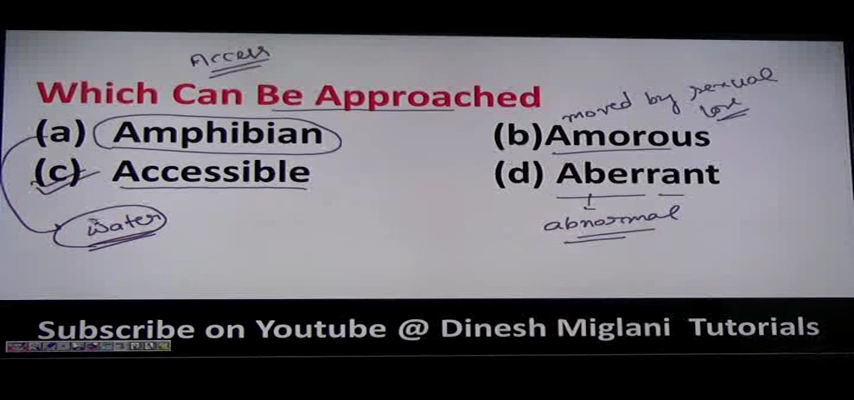 Access
Which Can Be Approached
moved by sexual
love
(a) Amphibian (b)Amorous
(c) Accessible (d) Aberrant
water
abnormal
Subscribe on Youtube @ Dinesh Miglani Tutorials